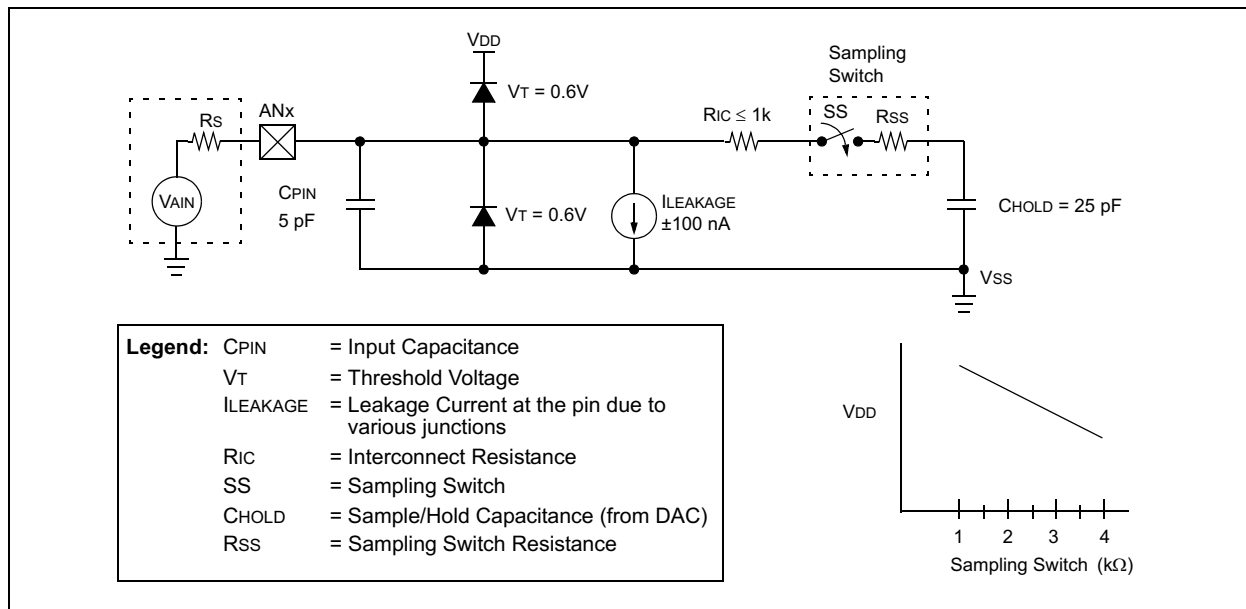 VDD
Sampling
Switch
VT = 0.6V
ANx
RS
RIC ≤ 1k
SS
RSS
VAIN
CPIN
5 pF
VT = 0.6V
ILEAKAGE
±100 nA
CHOLD = 25 pF
VSS
Legend: CPIN = Input Capacitance
VT = Threshold Voltage
ILEAKAGE = Leakage Current at the pin due to
various junctions
RIC = Interconnect Resistance
SS = Sampling Switch
CHOLD = Sample/Hold Capacitance (from DAC)
RSS = Sampling Switch Resistance
VDD
1 2 3 4
Sampling Switch (kΩ)